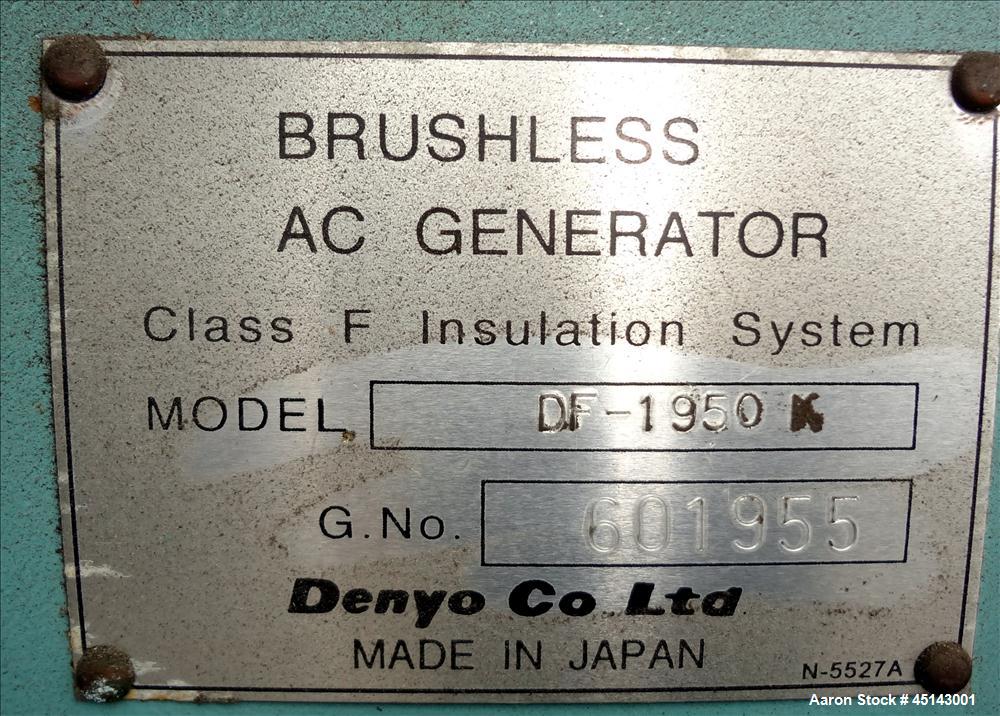 BRUSHLESS
AC GENERATOR
Class F Insulation System
MODEL DF-1950 K
G.No. 601955
Denyo Co Ltd
MADE IN JAPAN
N-5527A
Aaron Stock # 45143001